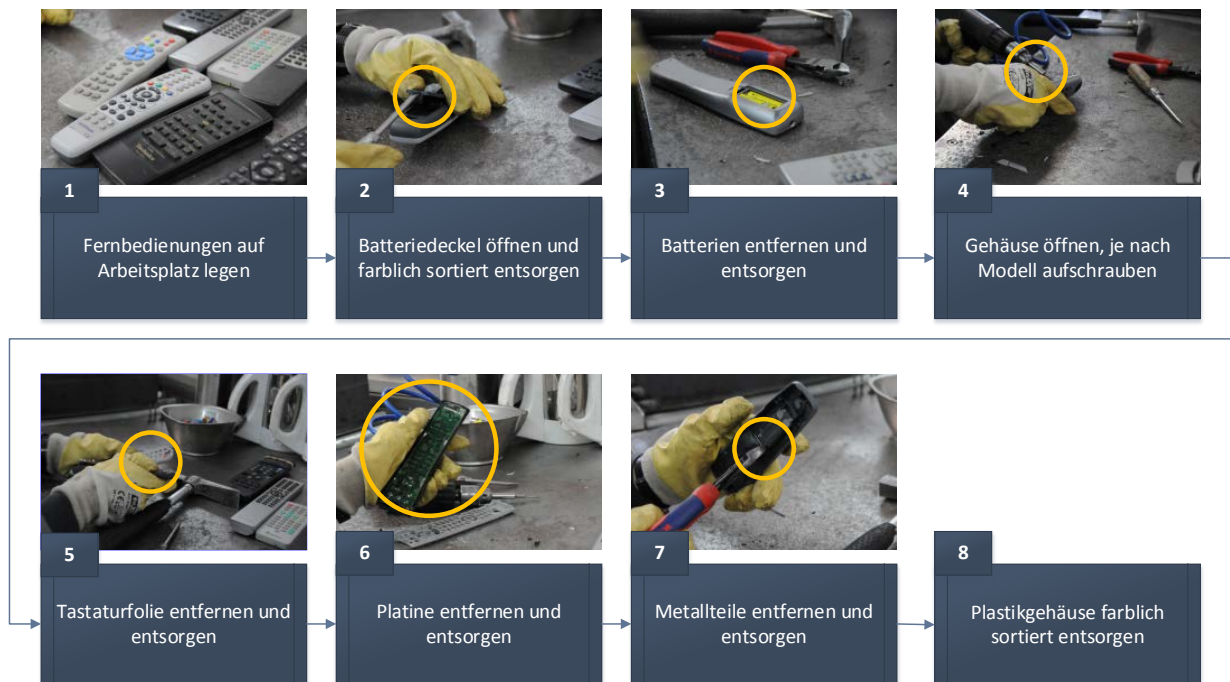 1
Fernbedienungen auf
Arbeitsplatz legen
2
Batteriedeckel öffnen und
farblich sortiert entsorgen
3
Batterien entfernen und
entsorgen
4
Gehäuse öffnen, je nach
Modell aufschrauben
5
Tastaturfolie entfernen und
entsorgen
6
Platine entfernen und
entsorgen
7
Metallteile entfernen und
entsorgen
8
Plastikgehäuse farblich
sortiert entsorgen